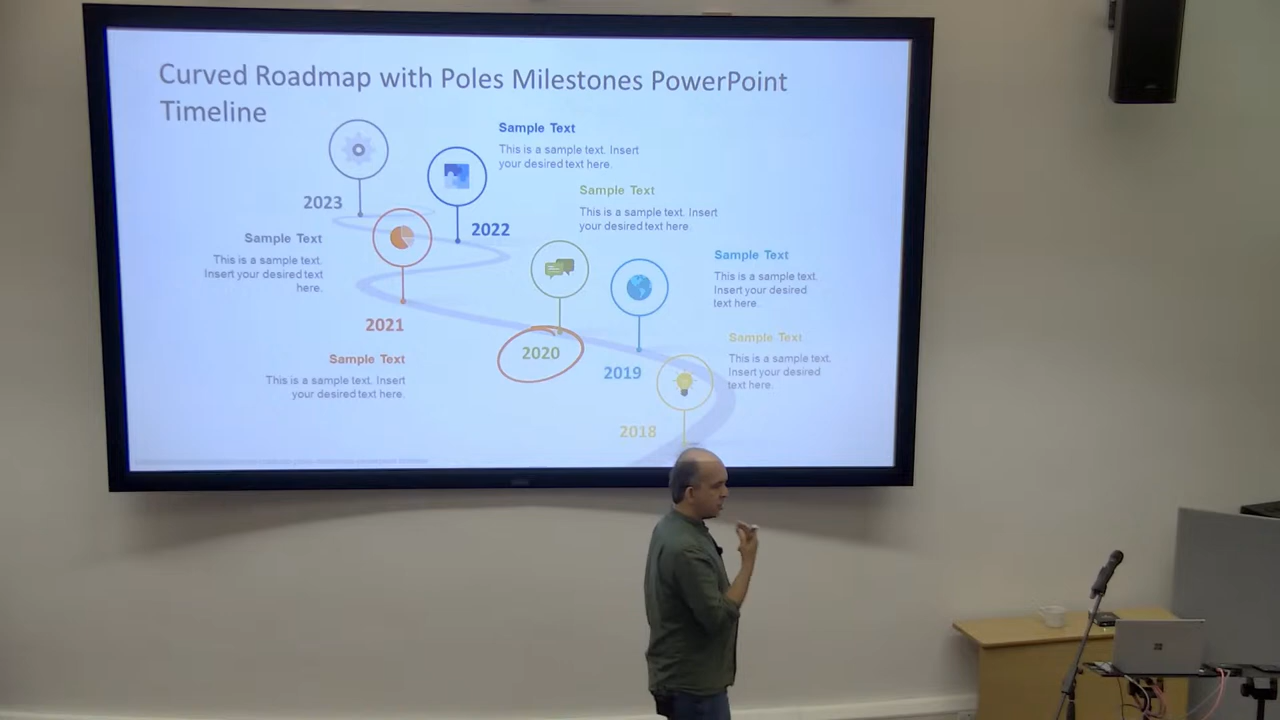 Curved Roadmap with Poles Milestones PowerPoint
Timeline
Sample Text
This is a sample text. Insert
your desired text here.
2023
Sample Text
This is a sample text. Insert
your desired text here.
2022
Sample Text
This is a sample text.
Insert your desired text
here.
Sample Text
This is a sample text.
Insert your desired
text here.
2021
2020
Sample Text
This is a sample text.
Insert your desired
text here.
Sample Text
This is a sample text. Insert
your desired text here.
2019
2018